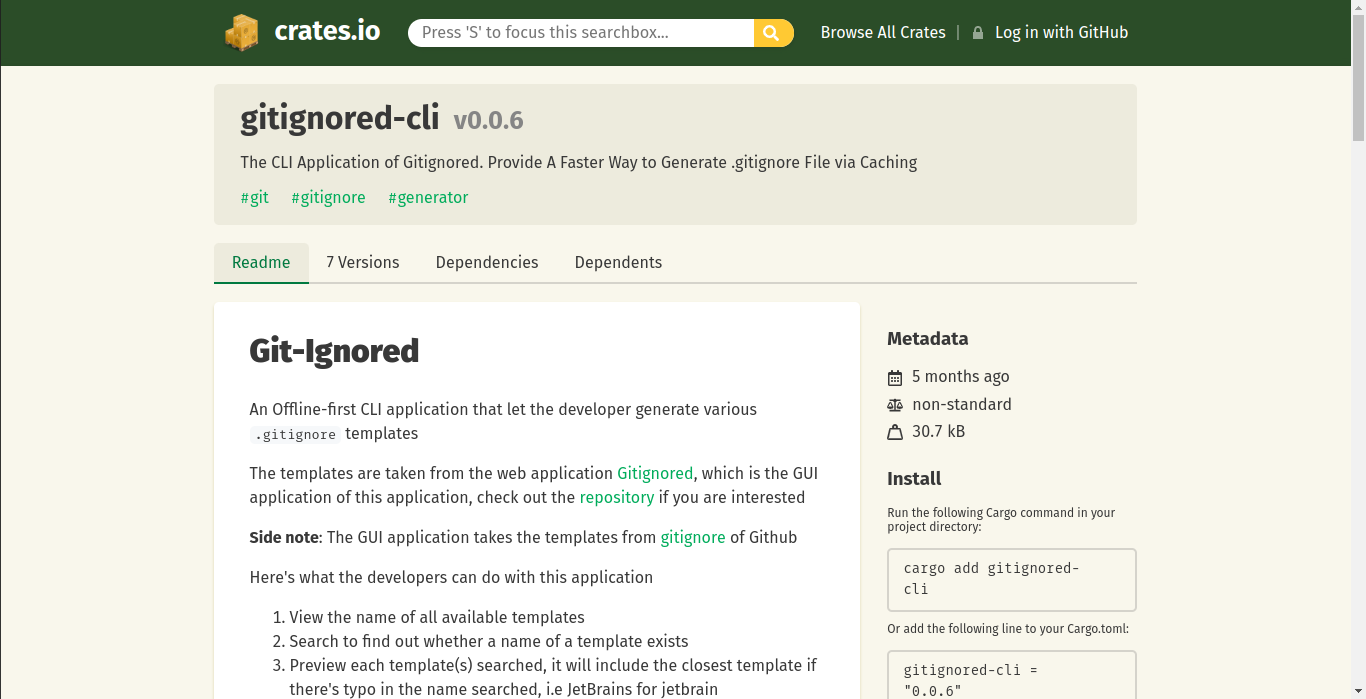 crates.io
Press 'S' to focus this searchbox...
Browse All Crates | Log in with GitHub
gitignored-cli v0.0.6
The CLI Application of Gitignored. Provide A Faster Way to Generate .gitignore File via Caching
#git #gitignore #generator
Readme 7 Versions Dependencies Dependents
Git-Ignored
An Offline-first CLI application that let the developer generate various
.gitignore templates
The templates are taken from the web application Gitignored, which is the GUI
application of this application, check out the repository if you are interested
Side note: The GUI application takes the templates from gitignore of Github
Here's what the developers can do with this application
1. View the name of all available templates
2. Search to find out whether a name of a template exists
3. Preview each template(s) searched, it will include the closest template if
there's typo in the name searched, i.e JetBrains for jetbrain
Metadata
5 months ago
non-standard
30.7 kB
Install
Run the following Cargo command in your
project directory:
cargo add gitignored-
cli
Or add the following line to your Cargo.toml:
gitignored-cli =
"0.0.6"